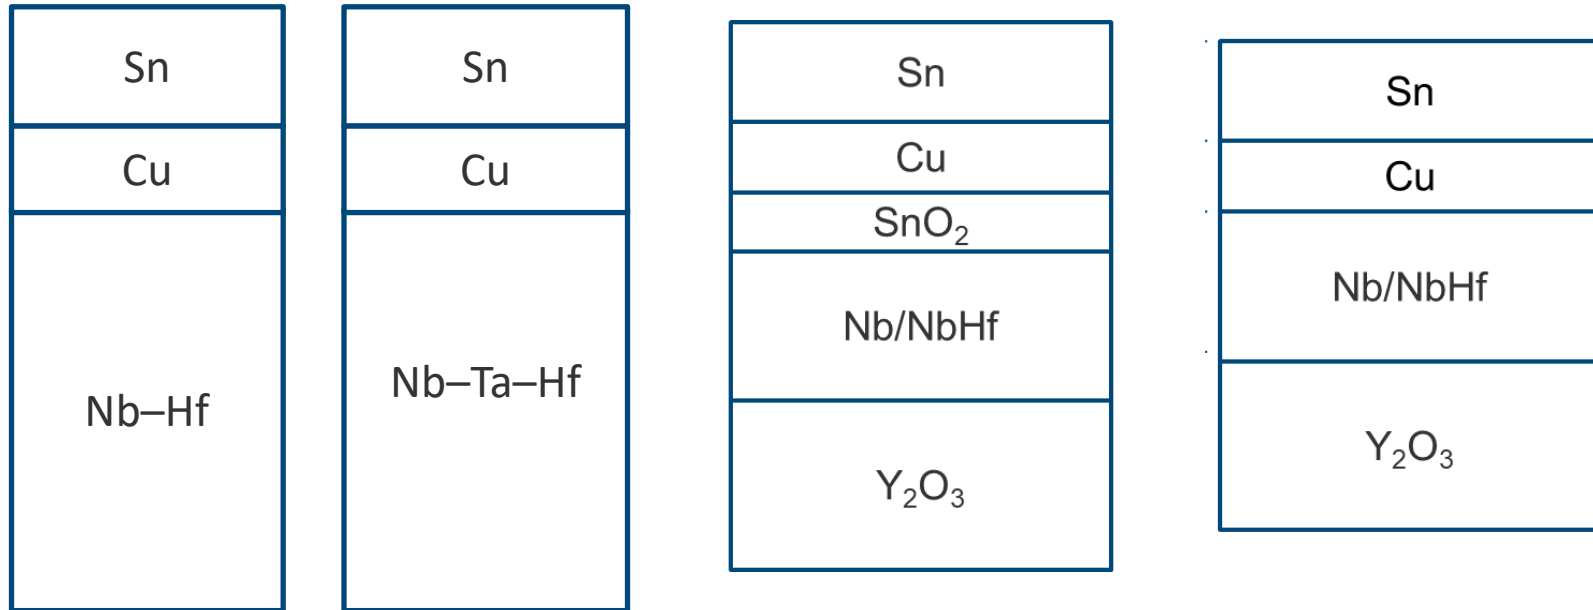 Sn
Cu
Nb–Hf
Sn
Cu
Nb–Ta–Hf
Sn
Cu
SnO₂
Nb/NbHf
Y₂O₃
Sn
Cu
Nb/NbHf
Y₂O₃